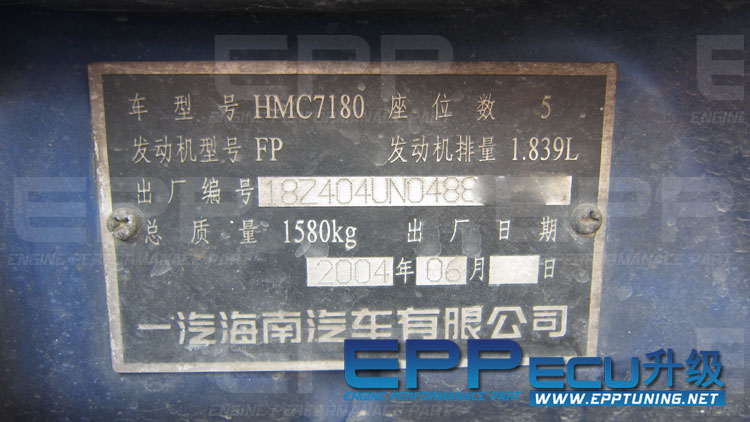 车型号 HMC7180 座位数 5
发动机型号 FP 发动机排量 1.839L
出厂编号 18Z404UN0488
总质量 1580kg 出厂日期
2004年06月 日
一汽海南汽车有限公司
EPPECU升级
ENGINE PERFORMANACE PART
WWW.EPPTUNING.NET